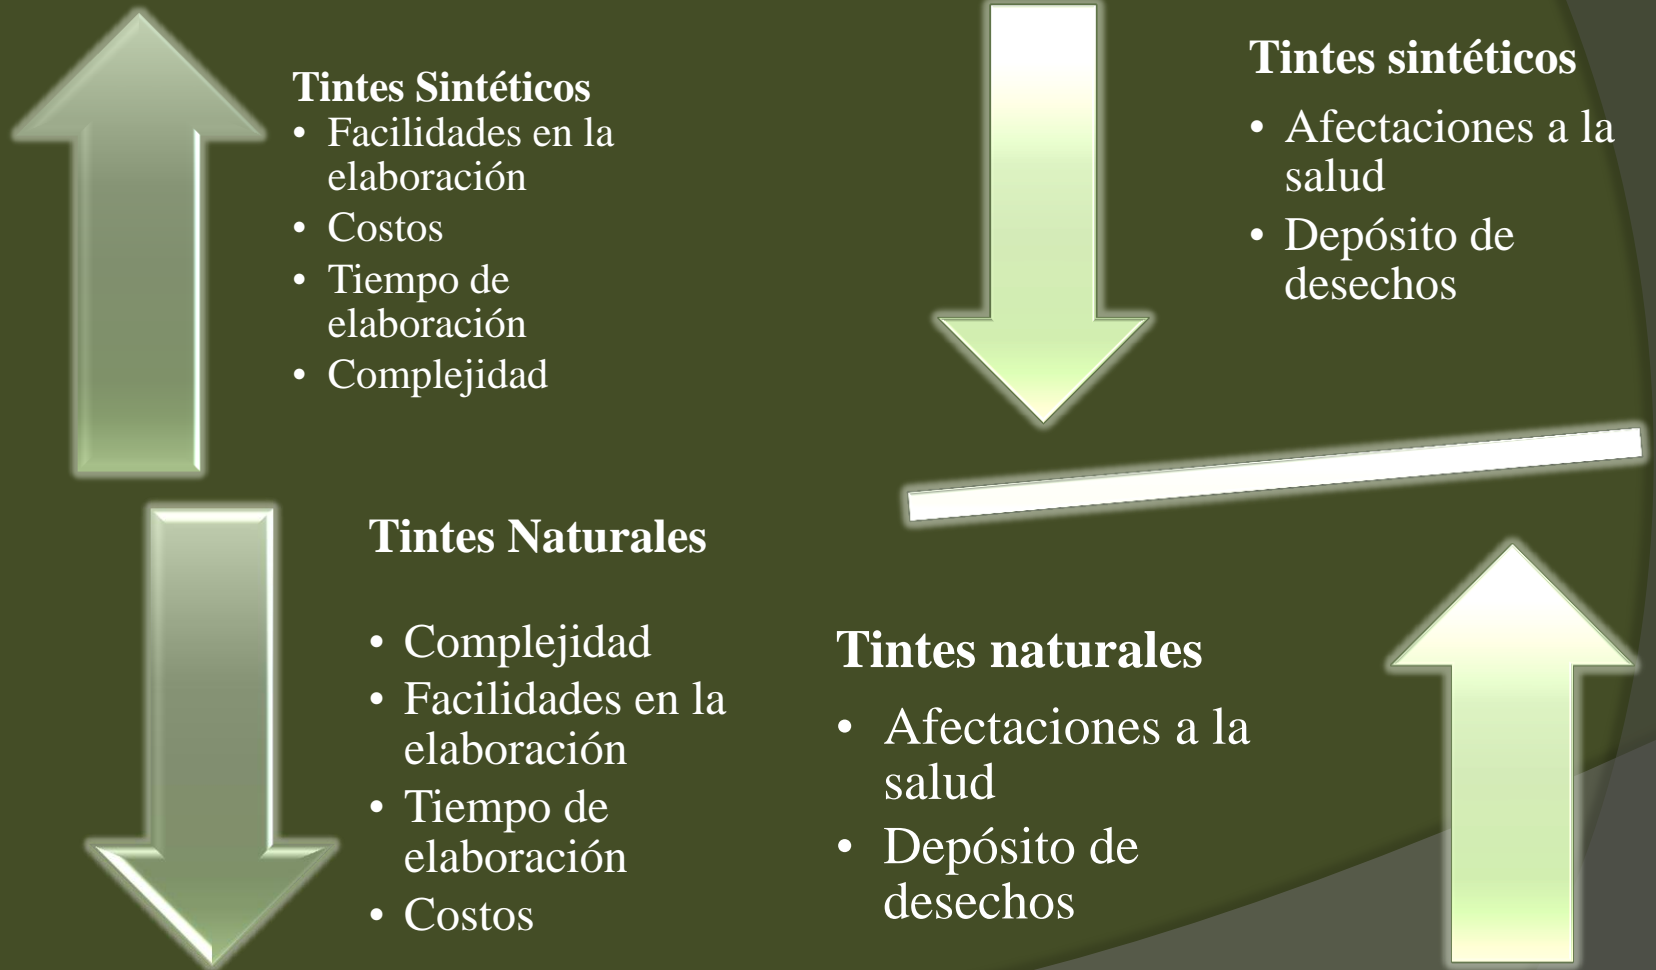 Tintes Sintéticos
• Facilidades en la
elaboración
• Costos
• Tiempo de
elaboración
• Complejidad
Tintes Naturales
• Complejidad
• Facilidades en la
elaboración
• Tiempo de
elaboración
• Costos
Tintes sintéticos
• Afectaciones a la
salud
• Depósito de
desechos
Tintes naturales
• Afectaciones a la
salud
• Depósito de
desechos